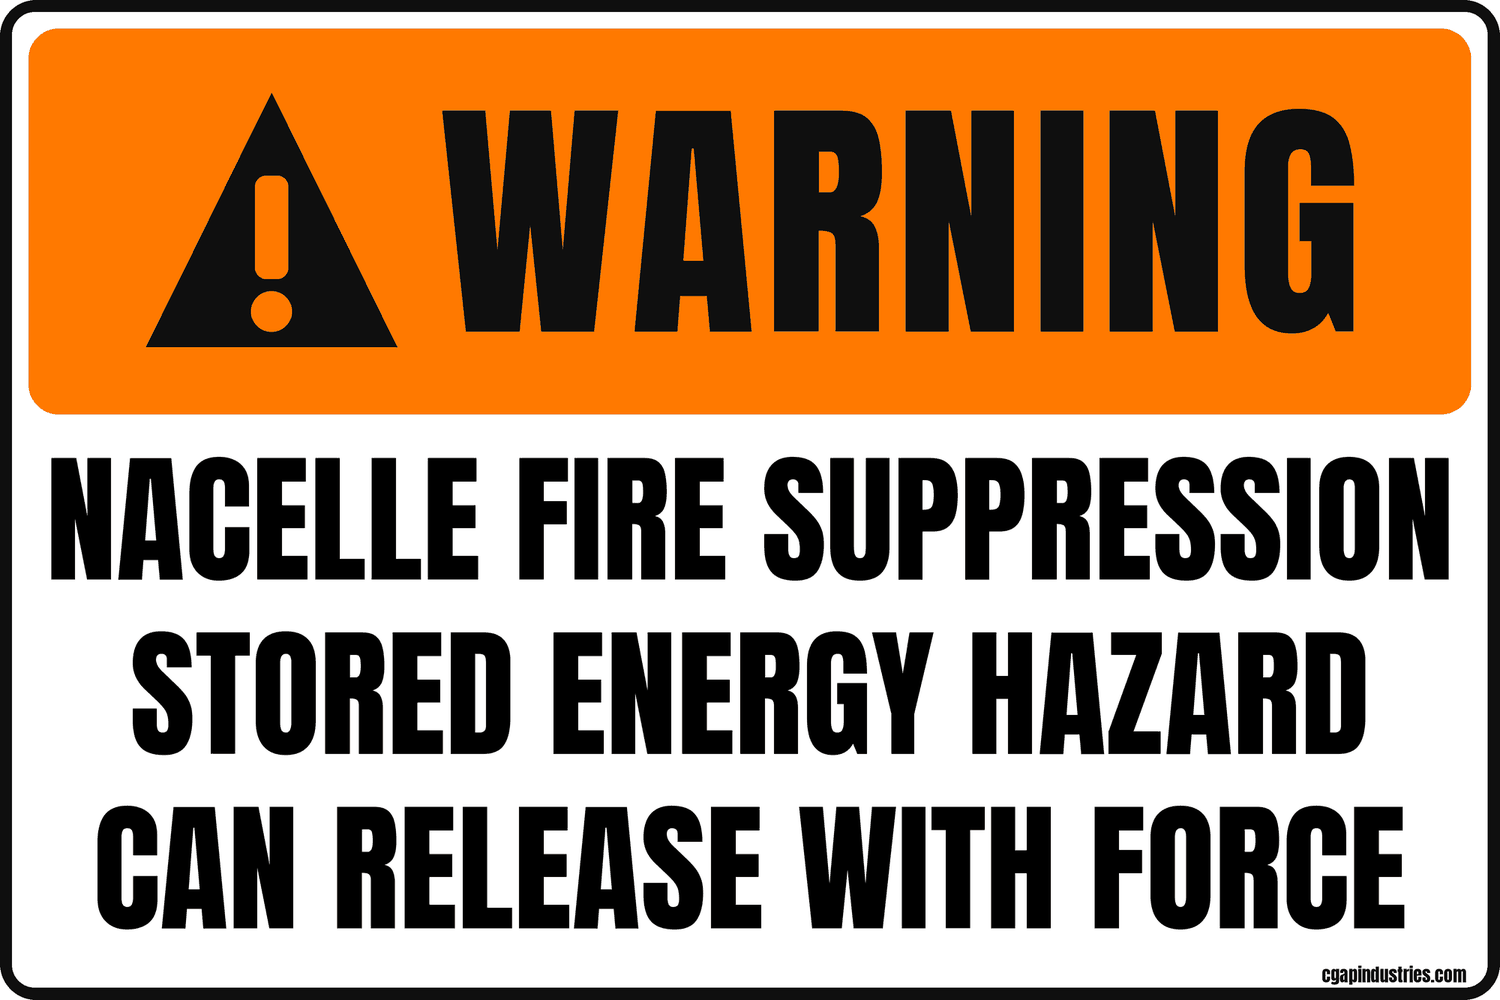 WARNING
NACELLE FIRE SUPPRESSION
STORED ENERGY HAZARD
CAN RELEASE WITH FORCE
cgapindustries.com